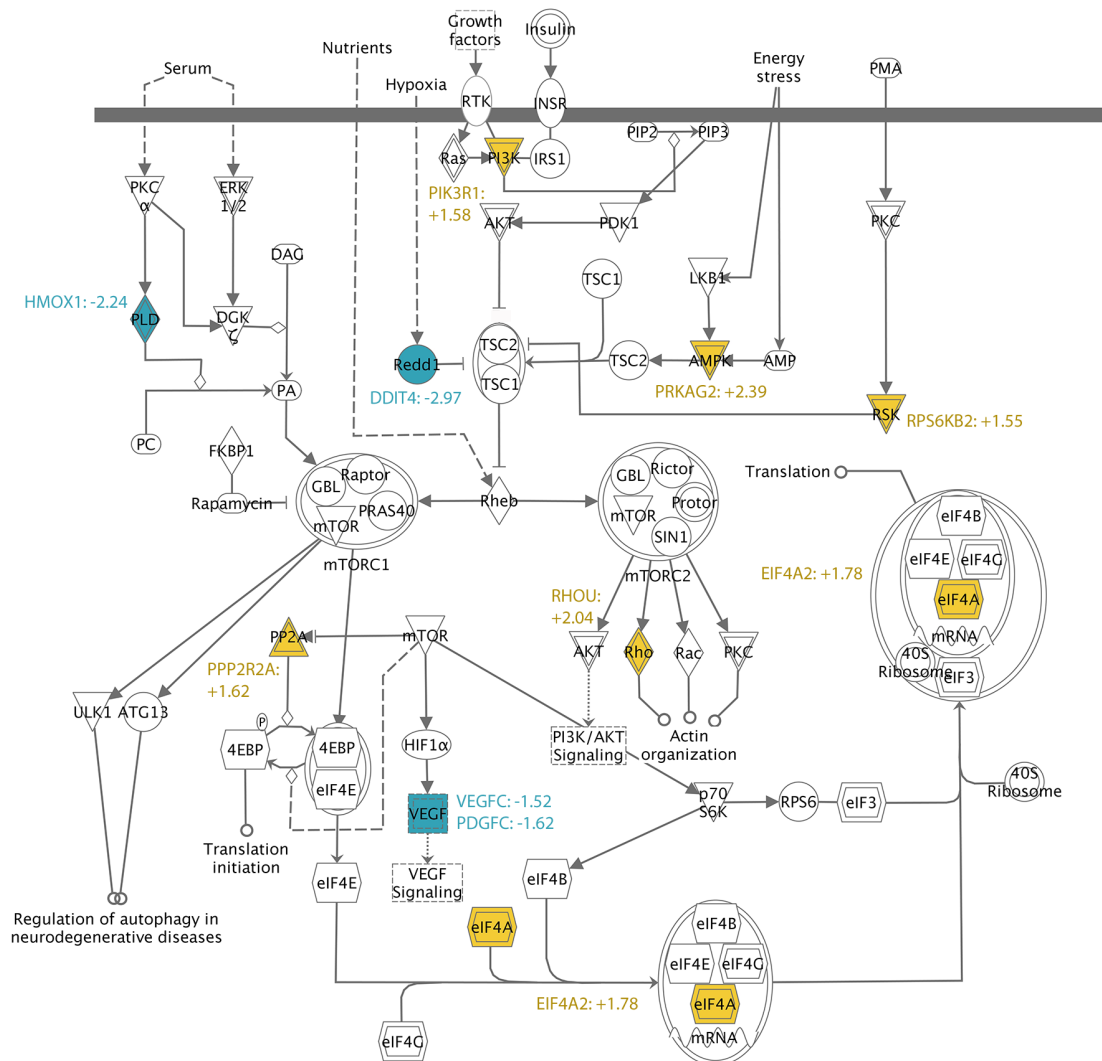 Growth
factors
Insulin
Nutrients
Energy
stress
Serum
Hypoxia
PMA
RTK
INSR
PIP2
PIP3
Ras
PI3K
IRS1
PIK3R1:
+1.58
PKC
α
ERK
1/2
AKT
PDK1
PKC
DAG
TSC1
LKB1
HMOX1: -2.24
PLD
DGK
ζ
TSC2
Redd1
TSC2
AMPK
AMP
TSC1
DDIT4: -2.97
PRKAG2: +2.39
PA
RSK
RPS6KB2: +1.55
PC
FKBP1
Rapamycin
GBL
Raptor
PRAS40
mTOR
mTORC1
Rheb
GBL
Rictor
Protor
mTOR
SIN1
mTORC2
Translation
eIF4B
eIF4E
eIF4G
EIF4A2: +1.78
eIF4A
mRNA
40S
Ribosome
eIF3
RHOU:
+2.04
PP2A
mTOR
AKT
Rho
Rac
PKC
PPP2R2A:
+1.62
ULK1
ATG13
P
4EBP
4EBP
eIF4E
HIF1α
PI3K/AKT
Signaling
Actin
organization
VEGF
VEGFC: -1.52
PDGFC: -1.62
p70
S6K
RPS6
eIF3
40S
Ribosome
Translation
initiation
eIF4E
VEGF
Signaling
eIF4B
Regulation of autophagy in
neurodegenerative diseases
eIF4A
eIF4B
eIF4E
eIF4G
EIF4A2: +1.78
eIF4A
mRNA
eIF4G